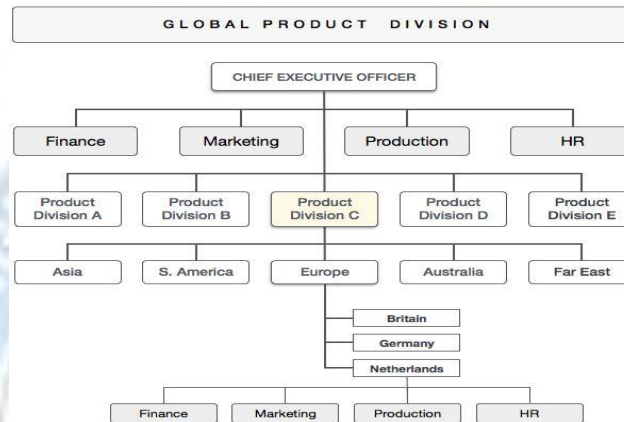 GLOBAL PRODUCT DIVISION
CHIEF EXECUTIVE OFFICER
Finance
Marketing
Production
HR
Product
Division A
Product
Division B
Product
Division C
Product
Division D
Product
Division E
Asia
S. America
Europe
Australia
Far East
Britain
Germany
Netherlands
Finance
Marketing
Production
HR